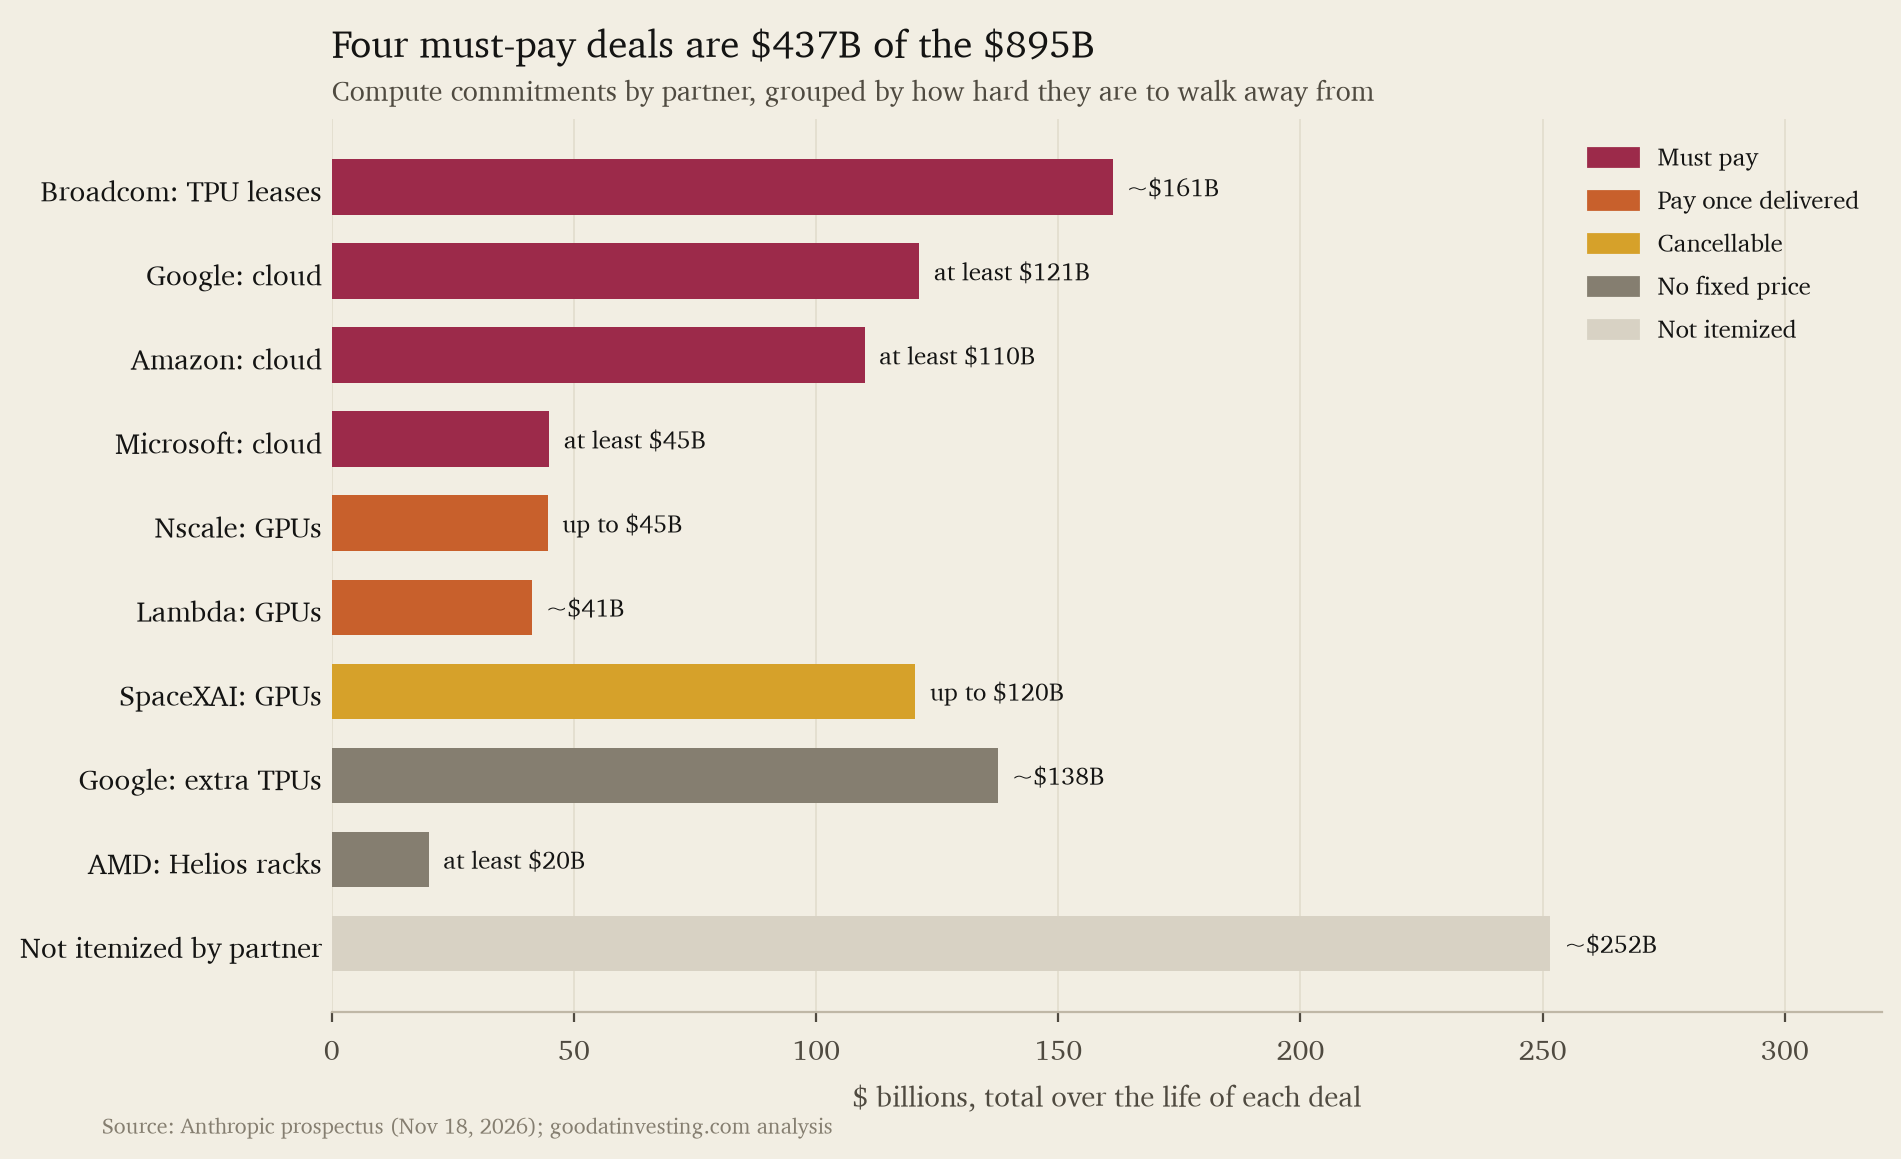 Four must-pay deals are $437B of the $895B
Compute commitments by partner, grouped by how hard they are to walk away from
Must pay
Pay once delivered
Cancellable
No fixed price
Not itemized
Broadcom: TPU leases ~$161B
Google: cloud at least $121B
Amazon: cloud at least $110B
Microsoft: cloud at least $45B
Nscale: GPUs up to $45B
Lambda: GPUs ~$41B
SpaceXAI: GPUs up to $120B
Google: extra TPUs ~$138B
AMD: Helios racks at least $20B
Not itemized by partner ~$252B
0 50 100 150 200 250 300
$ billions, total over the life of each deal
Source: Anthropic prospectus (Nov 18, 2026); goodatinvesting.com analysis